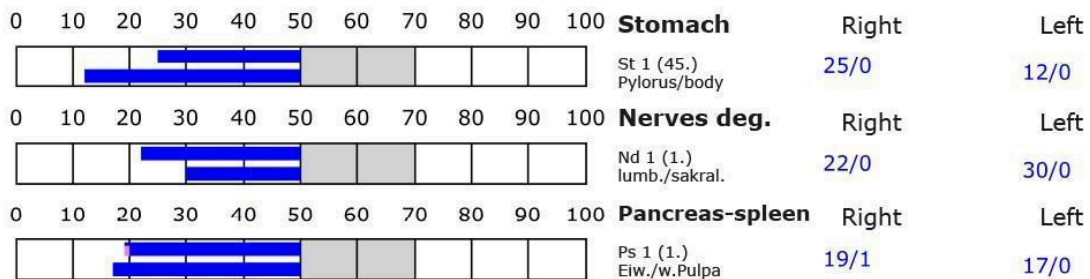 0 10 20 30 40 50 60 70 80 90 100 Stomach Right Left
St 1 (45.) 25/0 12/0
Pylorus/body
0 10 20 30 40 50 60 70 80 90 100 Nerves deg. Right Left
Nd 1 (1.) 22/0 30/0
lumb./sakral.
0 10 20 30 40 50 60 70 80 90 100 Pancreas-spleen Right Left
Ps 1 (1.) 19/1 17/0
Eiw./w.Pulpa